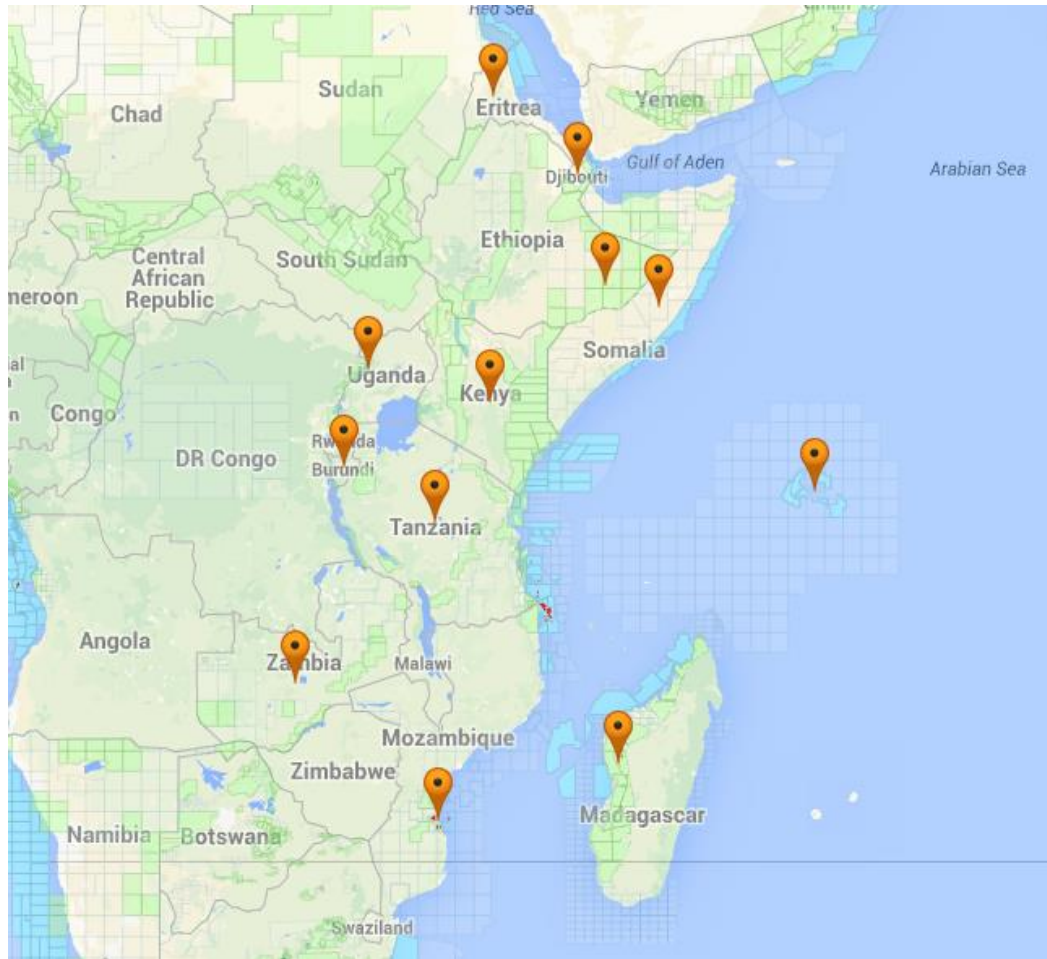 Red Sea
Sudan
Chad
Eritrea
Yemen
Gulf of Aden
Arabian Sea
Djibouti
Ethiopia
Central
African
Republic
South Sudan
meroon
Somalia
Uganda
Kenya
Congo
DR Congo
Burundi
Tanzania
Angola
Zambia
Malawi
Mozambique
Zimbabwe
Madagascar
Namibia
Botswana
Swaziland